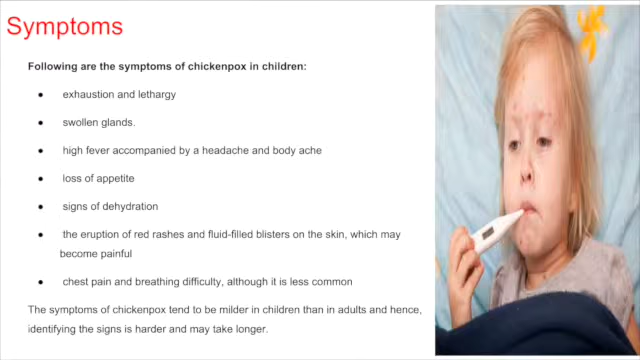 Symptoms
Following are the symptoms of chickenpox in children:
● exhaustion and lethargy
● swollen glands.
● high fever accompanied by a headache and body ache
● loss of appetite
● signs of dehydration
● the eruption of red rashes and fluid-filled blisters on the skin, which may
become painful
● chest pain and breathing difficulty, although it is less common
The symptoms of chickenpox tend to be milder in children than in adults and hence,
identifying the signs is harder and may take longer.